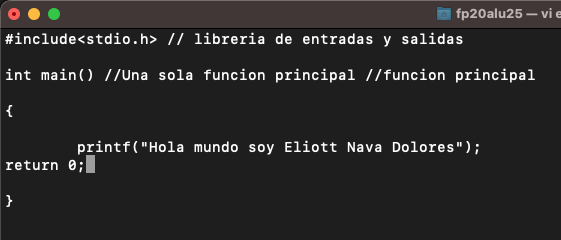 fp20alu25 — vi
#include<stdio.h> // libreria de entradas y salidas
int main() //Una sola funcion principal //funcion principal
{
printf("Hola mundo soy Eliott Nava Dolores");
return 0;
}